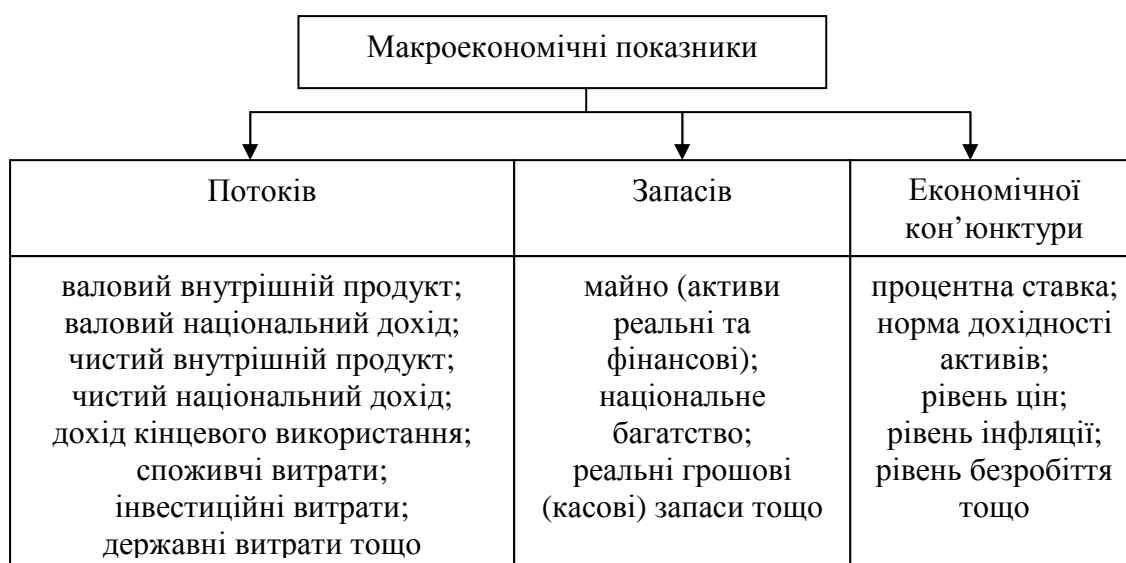 Макроекономічні показники
Потоків
Запасів
Економічної
кон’юнктури
валовий внутрішній продукт;
валовий національний дохід;
чистий внутрішній продукт;
чистий національний дохід;
дохід кінцевого використання;
споживчі витрати;
інвестиційні витрати;
державні витрати тощо
майно (активи
реальні та
фінансові);
національне
багатство;
реальні грошові
(касові) запаси тощо
процентна ставка;
норма дохідності
активів;
рівень цін;
рівень інфляції;
рівень безробіття
тощо